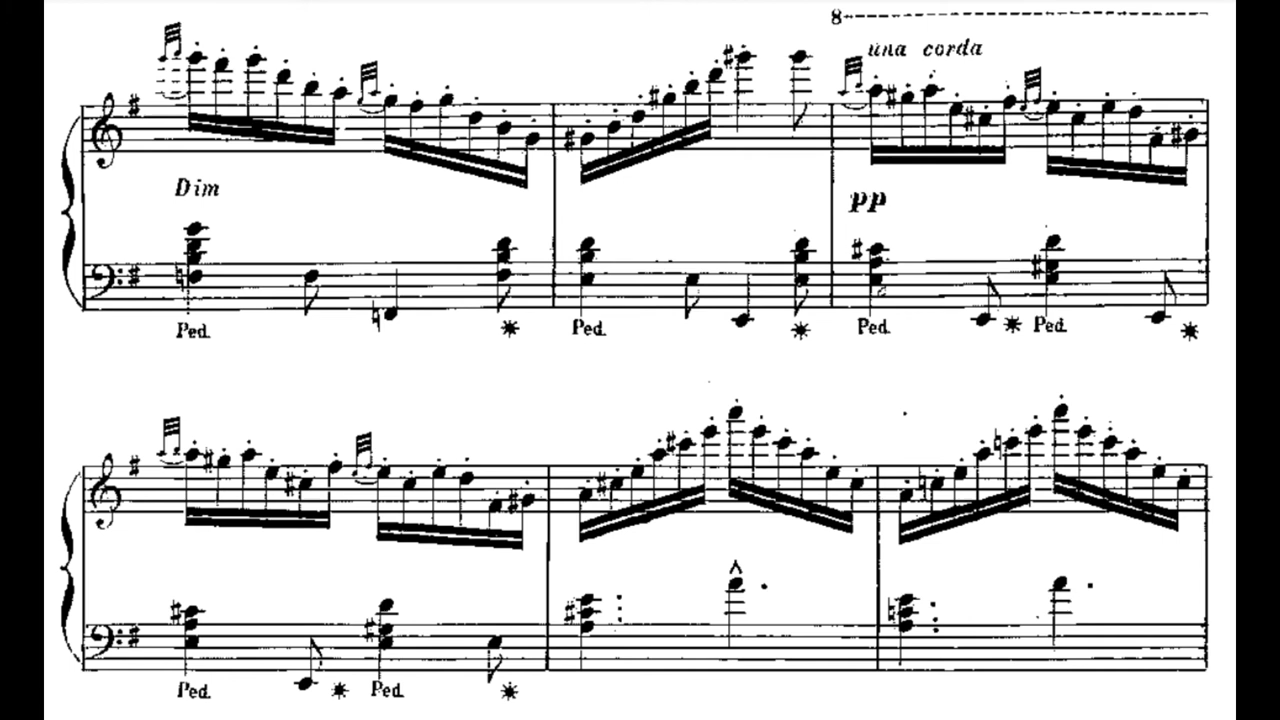 8
una corda
Dim
pp
Ped. Ped. Ped. Ped.
Ped. Ped.